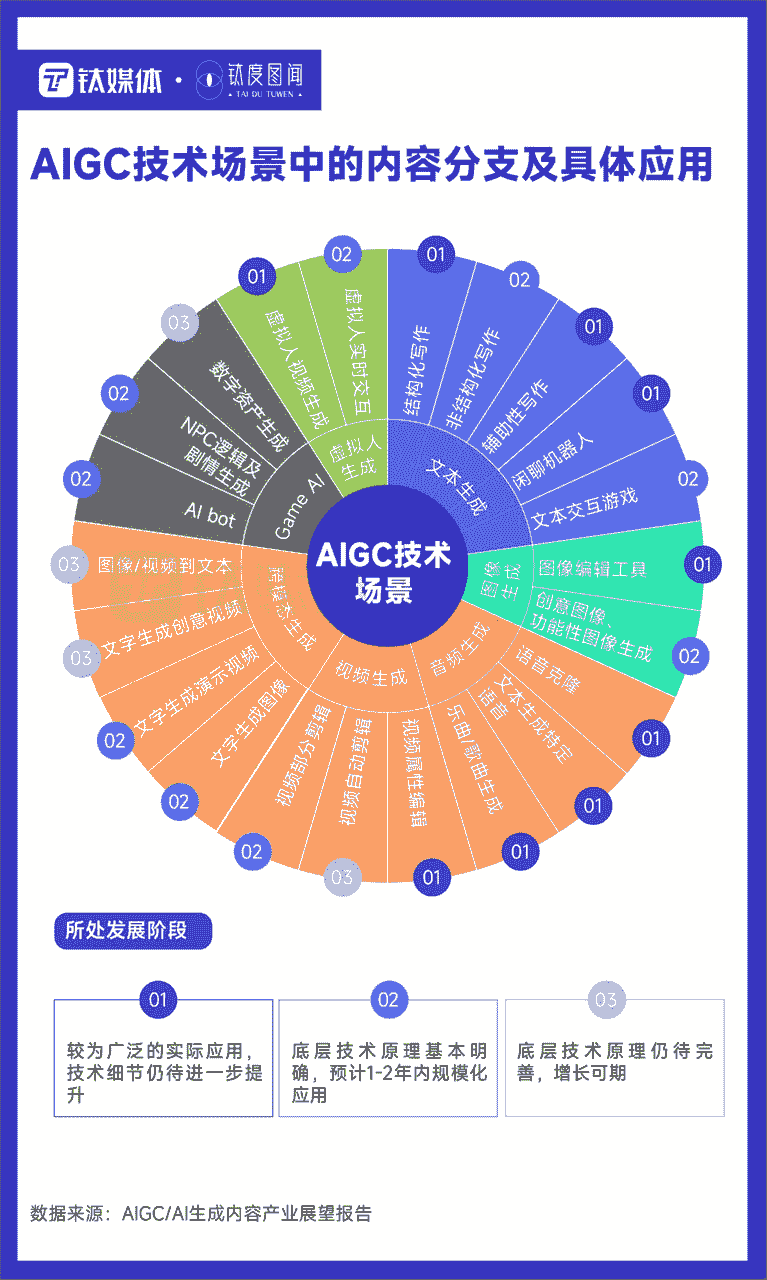 钛媒体 · 钛度图闻
TAI DU TUWEN
AIGC技术场景中的内容分支及具体应用
AIGC技术
场景
文本生成
01
结构化写作
02
非结构化写作
01
辅助性写作
01
闲聊机器人
02
文本交互游戏
图像
生成
01
图像编辑工具
02
创意图像、
功能性图像生成
音频生成
01
语音克隆
01
文本生成特定
语音
01
乐曲/歌曲生成
视频生成
01
视频属性编辑
03
视频自动剪辑
02
视频部分剪辑
跨模态生成
02
文字生成图像
02
文字生成演示视频
03
文字生成创意视频
03
图像/视频到文本
Game AI
02
AI bot
02
NPC逻辑及
剧情生成
03
数字资产生成
虚拟人
生成
01
虚拟人视频生成
02
虚拟人实时交互
所处发展阶段
01
较为广泛的实际应用，
技术细节仍待进一步提
升
02
底层技术原理基本明
确，预计1-2年内规模化
应用
03
底层技术原理仍待完
善，增长可期
数据来源：AIGC/AI生成内容产业展望报告